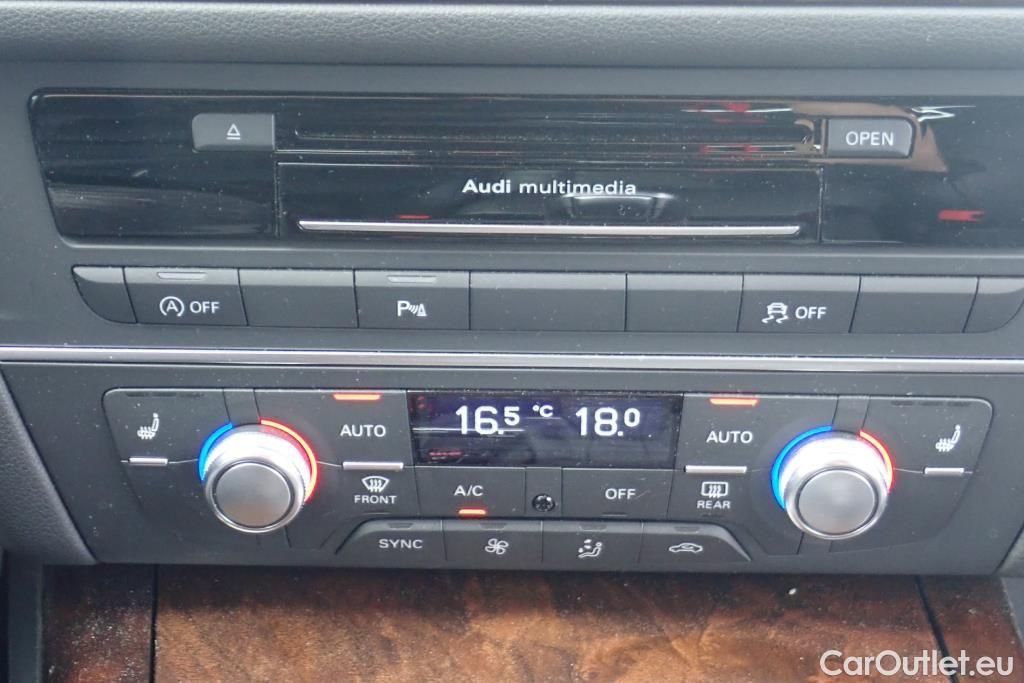 OPEN
Audi multimedia
A OFF
P
OFF
AUTO
16.5 °C 18.0
AUTO
FRONT
A/C
OFF
REAR
SYNC
CarOutlet.eu